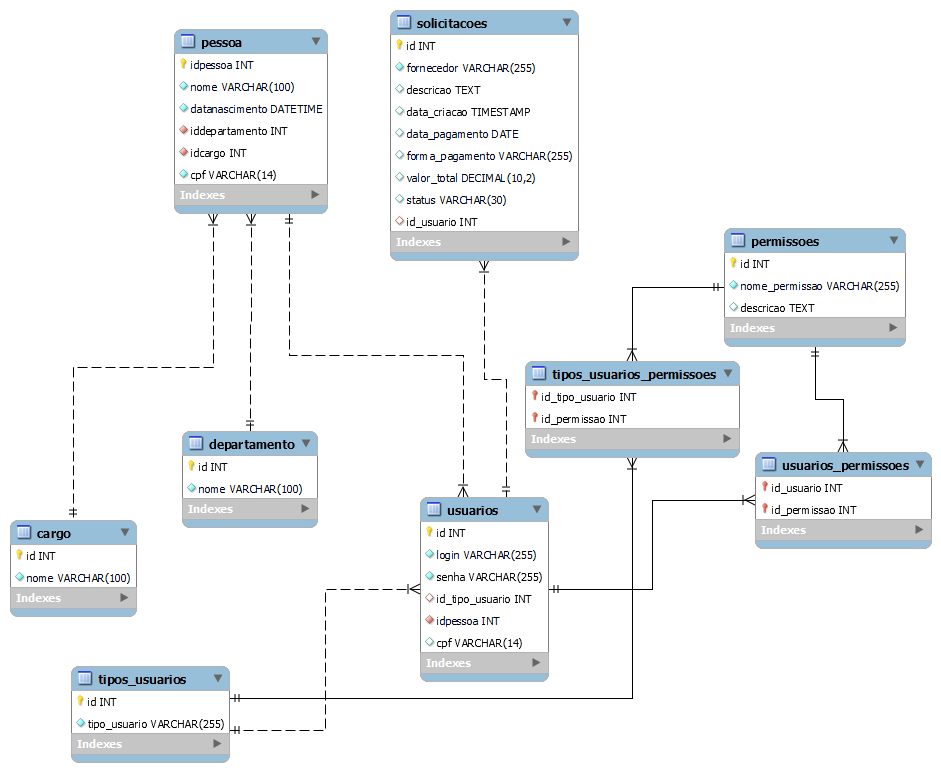 pessoa
idpessoa INT
nome VARCHAR(100)
datanascimento DATETIME
iddepartamento INT
idcargo INT
cpf VARCHAR(14)
Indexes
solicitacoes
id INT
fornecedor VARCHAR(255)
descricao TEXT
data_criacao TIMESTAMP
data_pagamento DATE
forma_pagamento VARCHAR(255)
valor_total DECIMAL(10,2)
status VARCHAR(30)
id_usuario INT
Indexes
permissoes
id INT
nome_permissao VARCHAR(255)
descricao TEXT
Indexes
tipos_usuarios_permissoes
id_tipo_usuario INT
id_permissao INT
Indexes
departamento
id INT
nome VARCHAR(100)
Indexes
usuarios_permissoes
id_usuario INT
id_permissao INT
Indexes
cargo
id INT
nome VARCHAR(100)
Indexes
usuarios
id INT
login VARCHAR(255)
senha VARCHAR(255)
id_tipo_usuario INT
idpessoa INT
cpf VARCHAR(14)
Indexes
tipos_usuarios
id INT
tipo_usuario VARCHAR(255)
Indexes